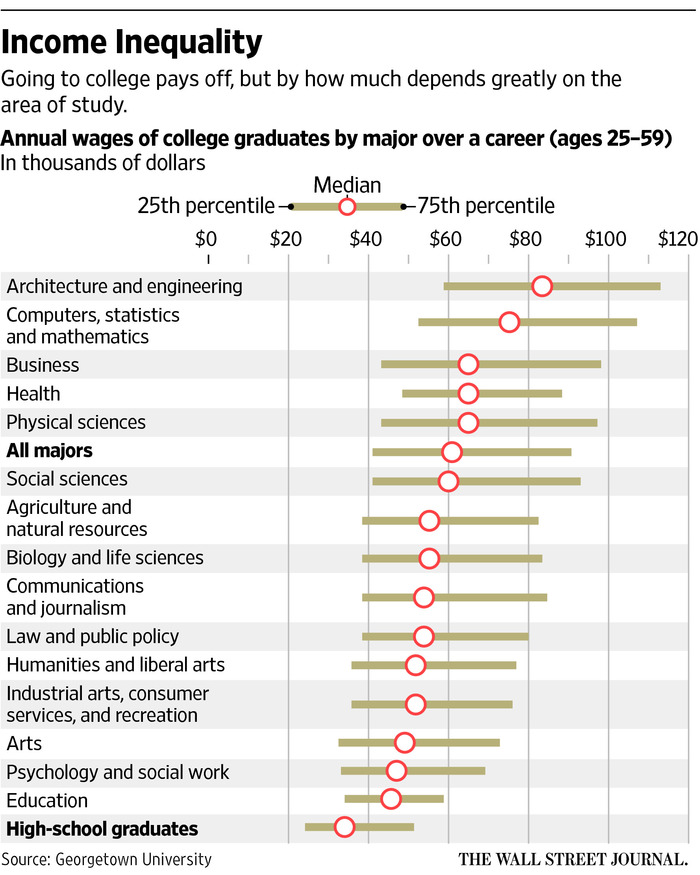 Income Inequality
Going to college pays off, but by how much depends greatly on the
area of study.
Annual wages of college graduates by major over a career (ages 25–59)
In thousands of dollars
Median
25th percentile 75th percentile
$0 $20 $40 $60 $80 $100 $120
Architecture and engineering
Computers, statistics
and mathematics
Business
Health
Physical sciences
All majors
Social sciences
Agriculture and
natural resources
Biology and life sciences
Communications
and journalism
Law and public policy
Humanities and liberal arts
Industrial arts, consumer
services, and recreation
Arts
Psychology and social work
Education
High-school graduates
Source: Georgetown University THE WALL STREET JOURNAL.